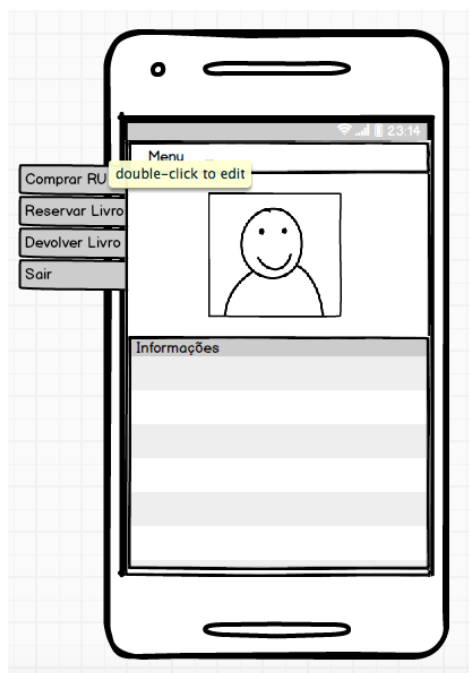 23:14
Menu
double-click to edit
Comprar RU
Reservar Livro
Devolver Livro
Sair
Informações